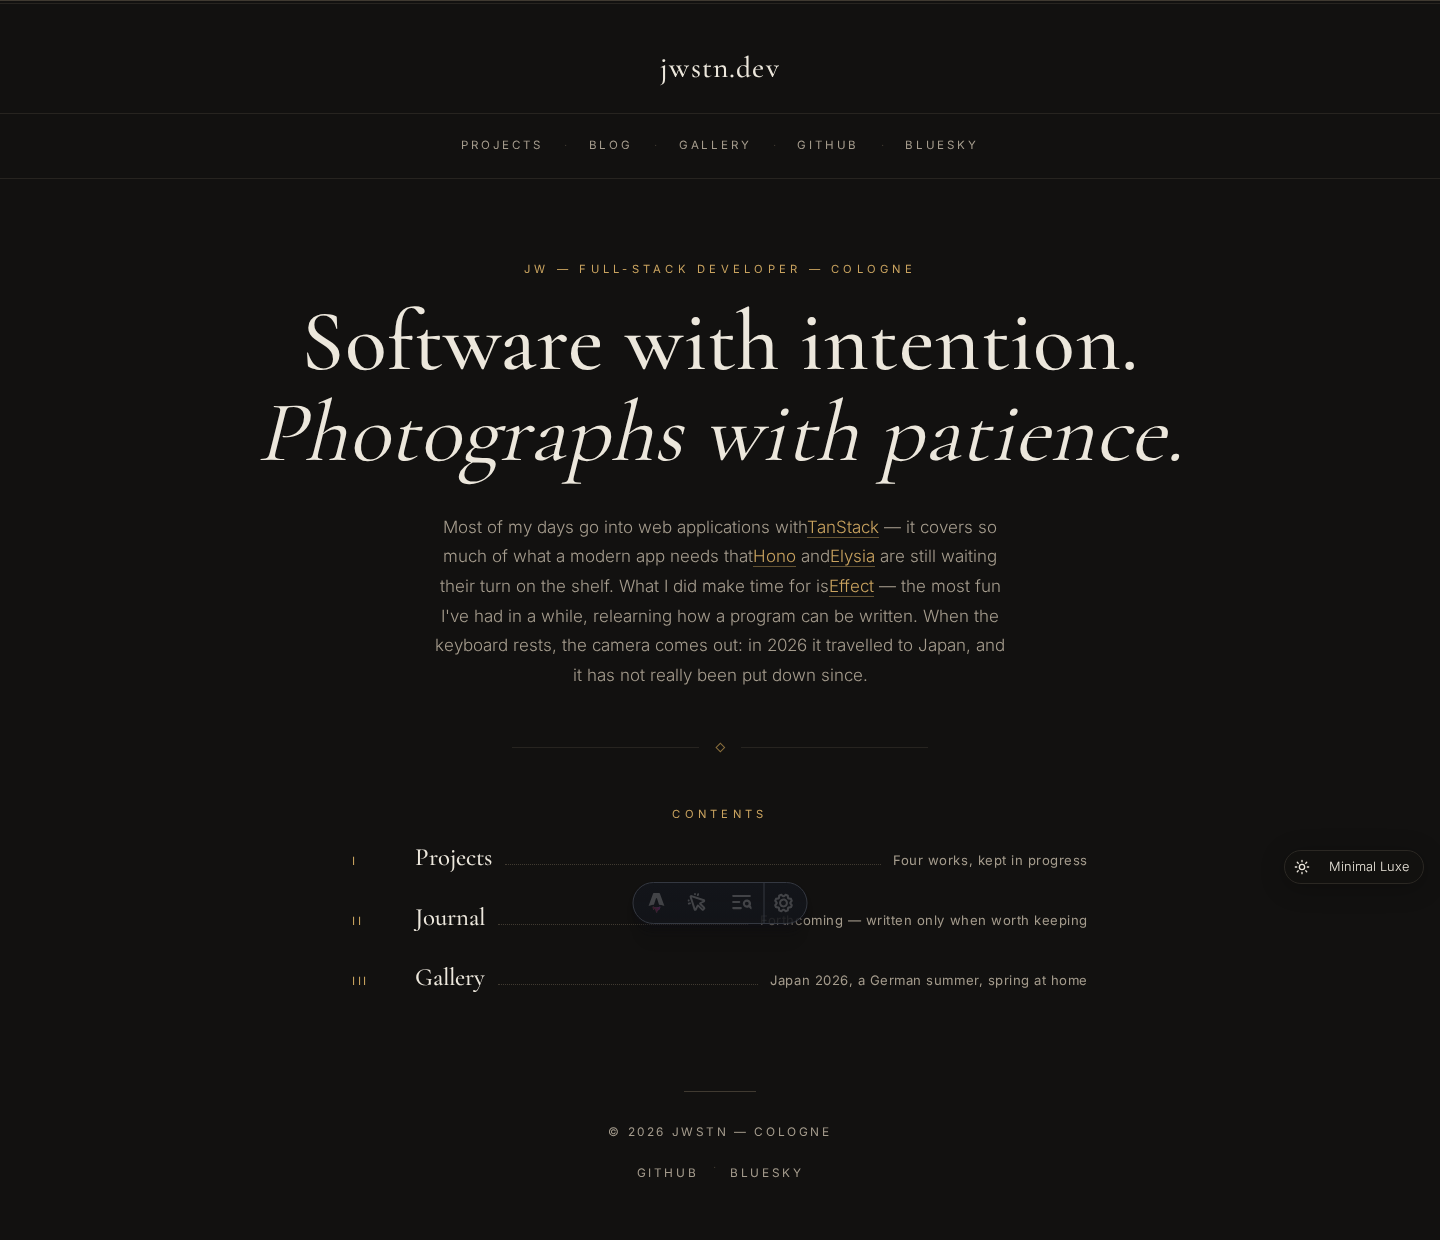 jwstn.dev
PROJECTS · BLOG · GALLERY · GITHUB · BLUESKY
JW — FULL-STACK DEVELOPER — COLOGNE
Software with intention.
Photographs with patience.
Most of my days go into web applications withTanStack — it covers so
much of what a modern app needs thatHono andElysia are still waiting
their turn on the shelf. What I did make time for isEffect — the most fun
I've had in a while, relearning how a program can be written. When the
keyboard rests, the camera comes out: in 2026 it travelled to Japan, and
it has not really been put down since.
CONTENTS
I Projects Four works, kept in progress
Minimal Luxe
II Journal Forthcoming — written only when worth keeping
III Gallery Japan 2026, a German summer, spring at home
© 2026 JWSTN — COLOGNE
GITHUB · BLUESKY